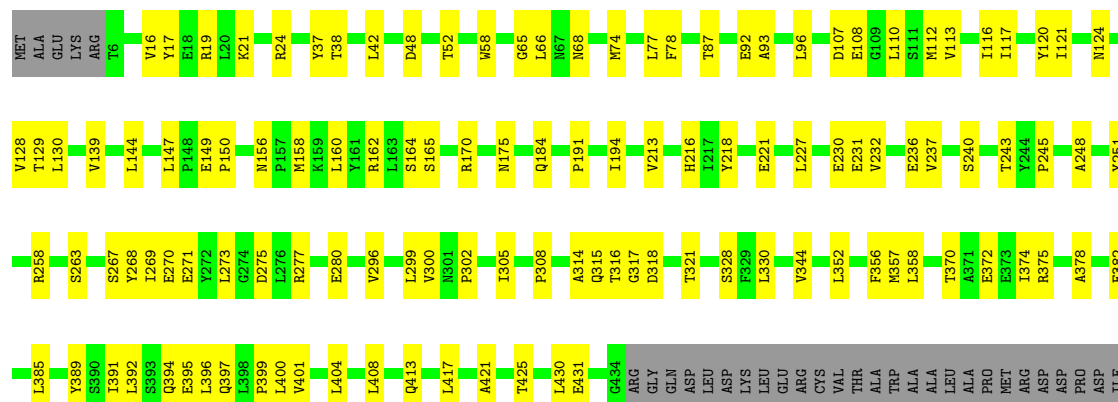 MET ALA GLU LYS ARG T6 V16 Y17 E18 R19 L20 K21 R24 Y37 T38 L42 D48 T52 W58 G65 L66 N67 N68 M74 L77 F78 T87 E92 A93 L96 D107 E108 G109 L110 S111 M112 V113 I116 I117 Y120 I121 N124
V128 T129 L130 V139 L144 L147 P148 E149 P150 N156 P157 M158 K159 L160 Y161 R162 L163 S164 S165 R170 N175 Q184 P191 I194 V213 H216 I217 Y218 E221 L227 E230 E231 V232 E236 V237 S240 T243 Y244 P245 A248
R258 S263 S267 Y268 I269 E270 E271 Y272 L273 G274 D275 L276 R277 E280 V296 L299 V300 N301 P302 I305 P308 A314 Q315 T316 G317 D318 T321 S328 F329 L330 V344 L352 F356 M357 L358 T370 A371 E372 E373 I374 R375 A378
L385 Y389 S390 I391 L392 S393 Q394 E395 L396 Q397 L398 P399 L400 V401 L404 L408 Q413 L417 A421 T425 L430 E431 G434 ARG GLY GLN ASP LEU ASP LYS LEU GLU ARG CYS VAL THR ALA TRP ALA ALA LEU ALA PRO MET ARG ASP ASP PRO ASP ILE